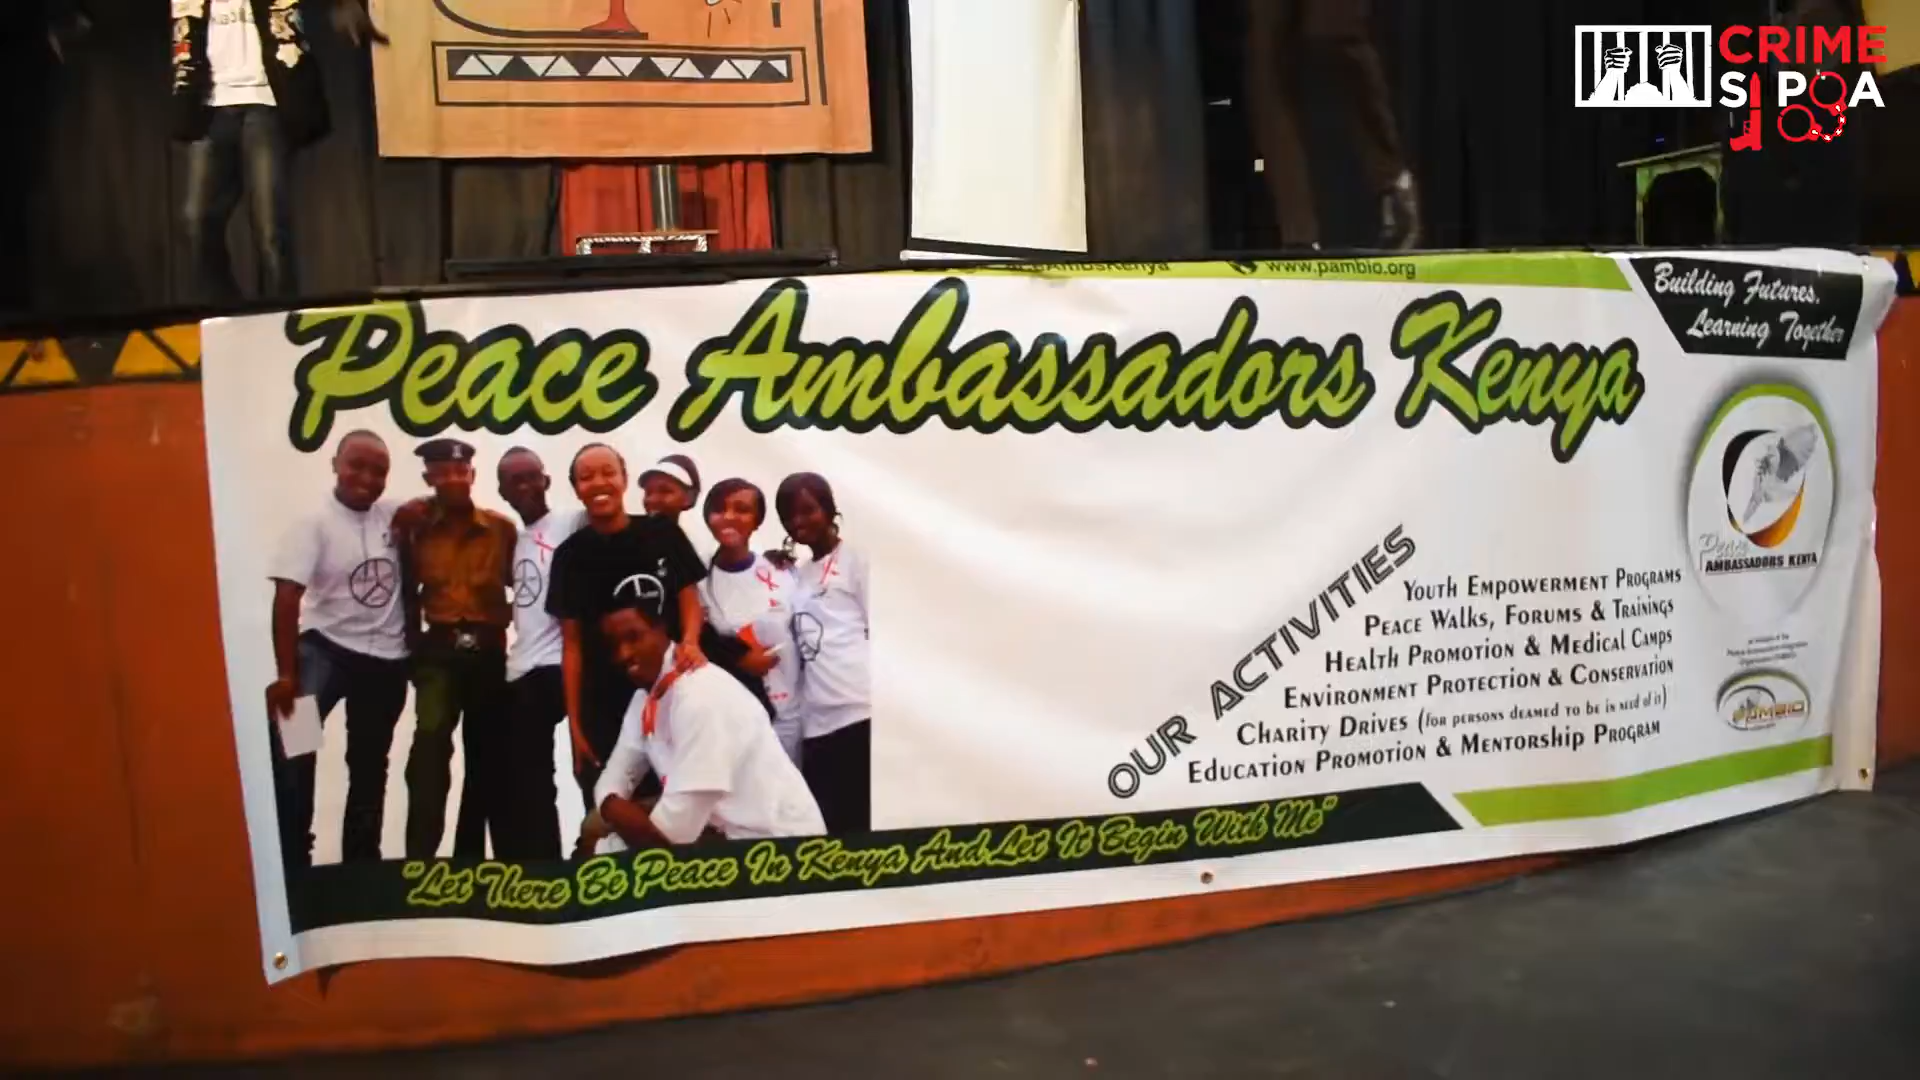 CRIME
SI POA
www.pambio.org
Building Futures,
Learning Together
Peace Ambassadors Kenya
OUR ACTIVITIES
YOUTH EMPOWERMENT PROGRAMS
PEACE WALKS, FORUMS & TRAININGS
HEALTH PROMOTION & MEDICAL CAMPS
ENVIRONMENT PROTECTION & CONSERVATION
CHARITY DRIVES (FOR PERSONS DEAMED TO BE IN NEED OF IT)
EDUCATION PROMOTION & MENTORSHIP PROGRAM
Peace
AMBASSADORS KENYA
PAMBIO
"Let There Be Peace In Kenya And Let It Begin With Me"